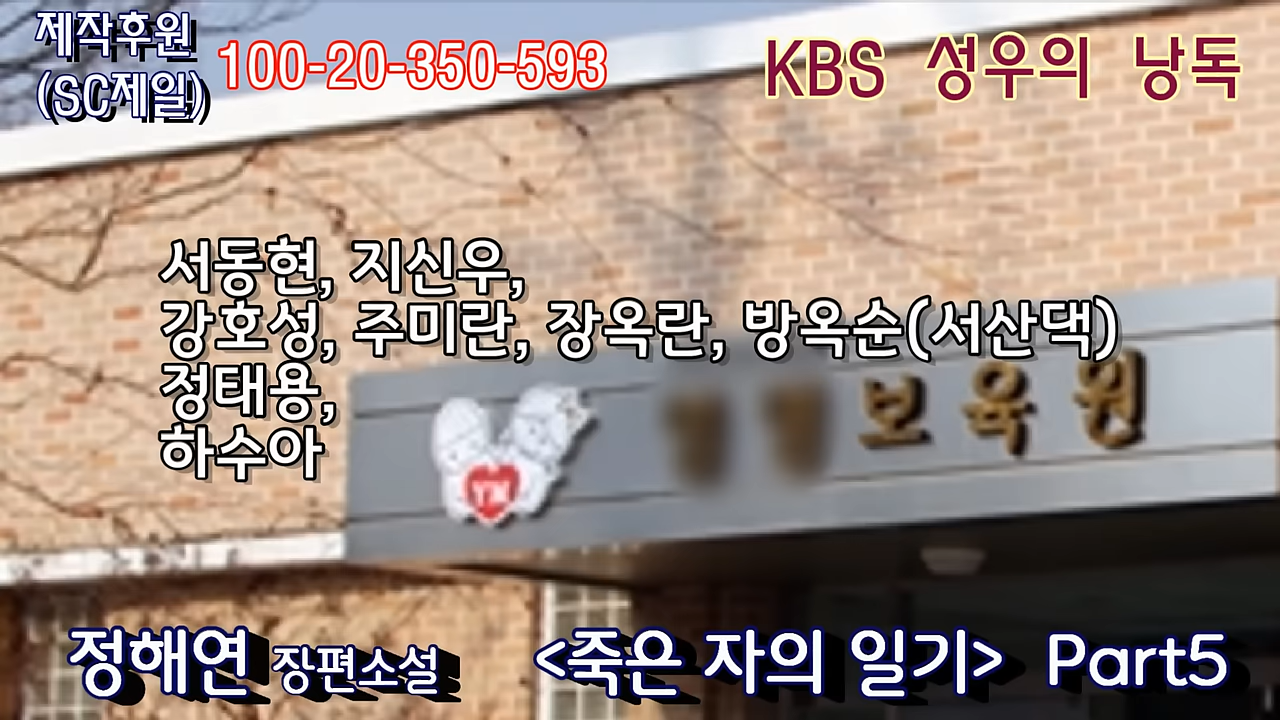 제작후원
(SC제일)
100-20-350-593
KBS 성우의 낭독
서동현, 지신우,
강호성, 주미란, 장옥란, 방옥순(서산댁)
정태용,
하수아
보육원
정해연 장편소설 <죽은 자의 일기> Part5